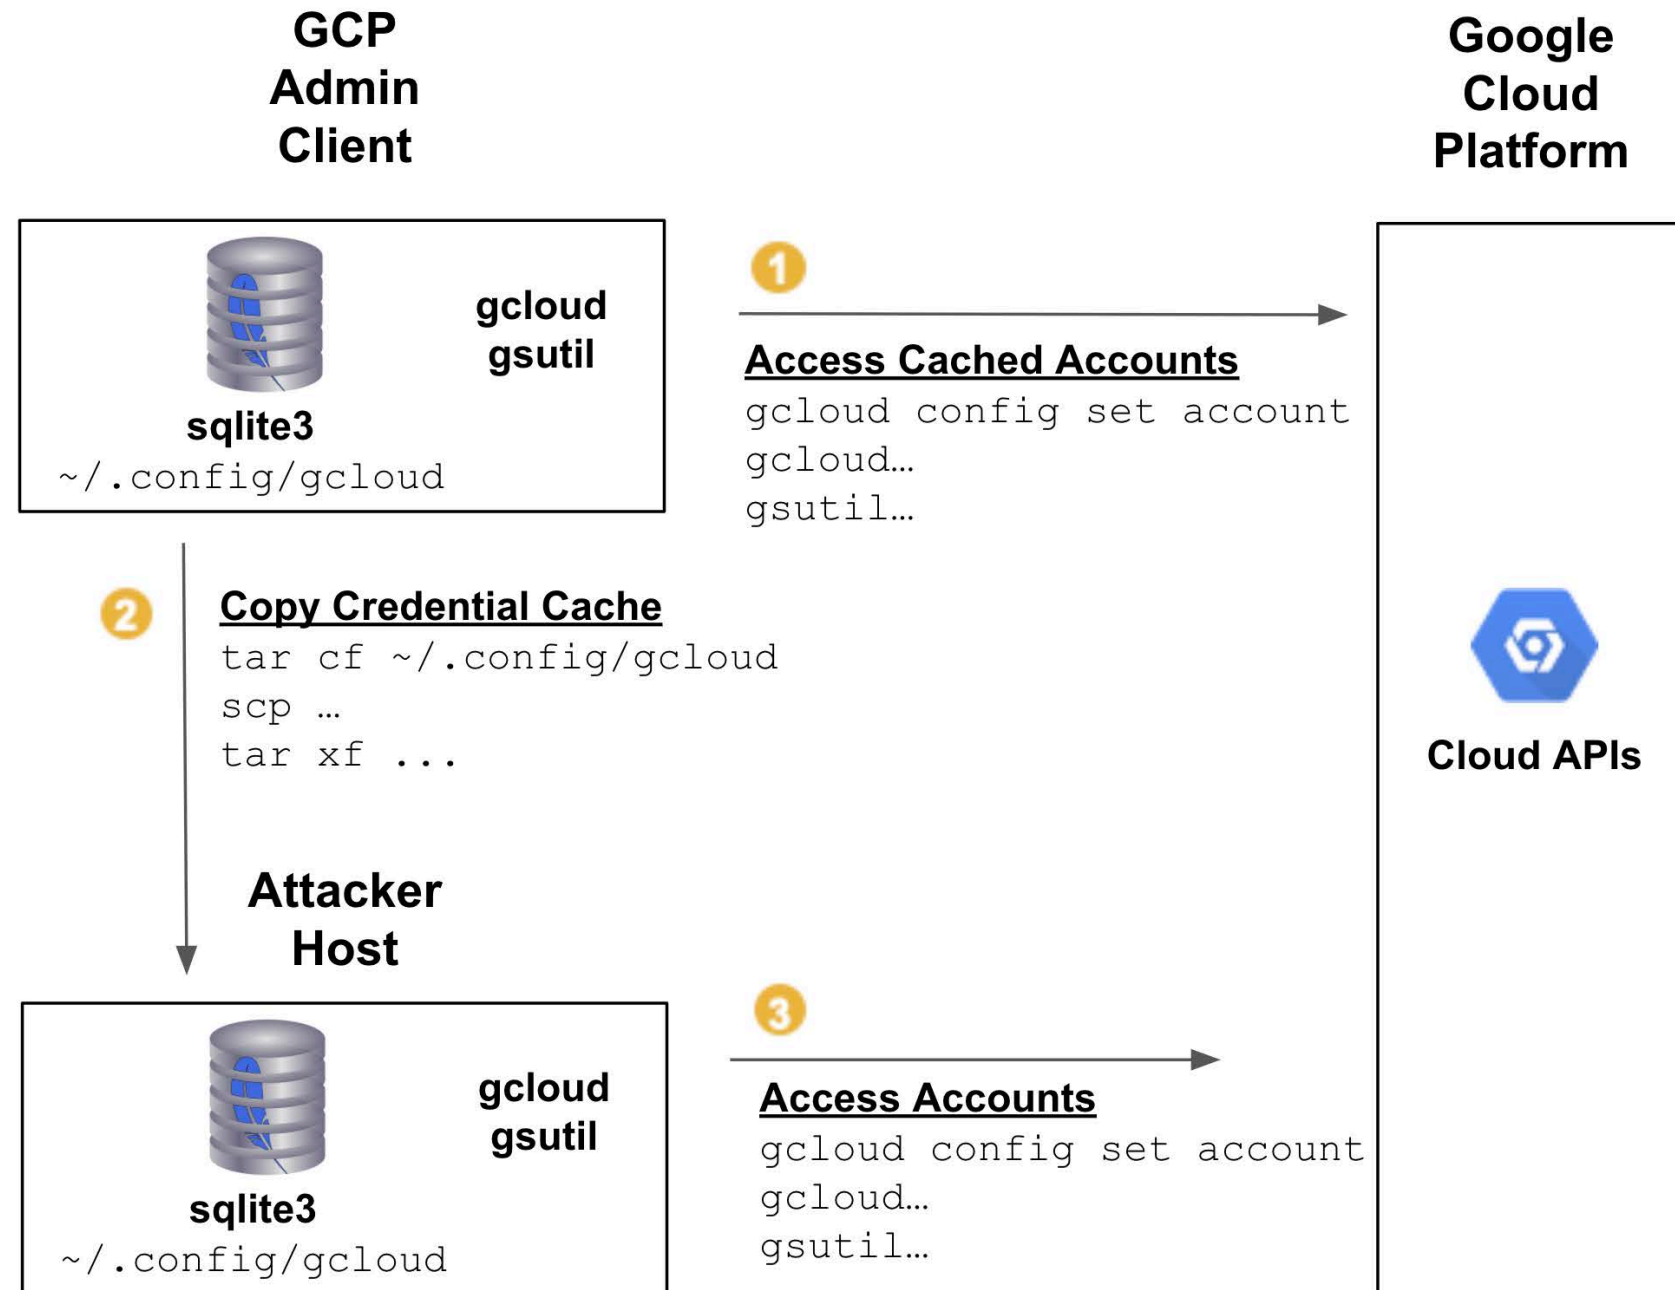 GCP
Admin
Client
Google
Cloud
Platform
gcloud
gsutil
sqlite3
~/.config/gcloud
1
Access Cached Accounts
gcloud config set account
gcloud…
gsutil…
2
Copy Credential Cache
tar cf ~/.config/gcloud
scp …
tar xf ...
Cloud APIs
Attacker
Host
gcloud
gsutil
sqlite3
~/.config/gcloud
3
Access Accounts
gcloud config set account
gcloud…
gsutil…